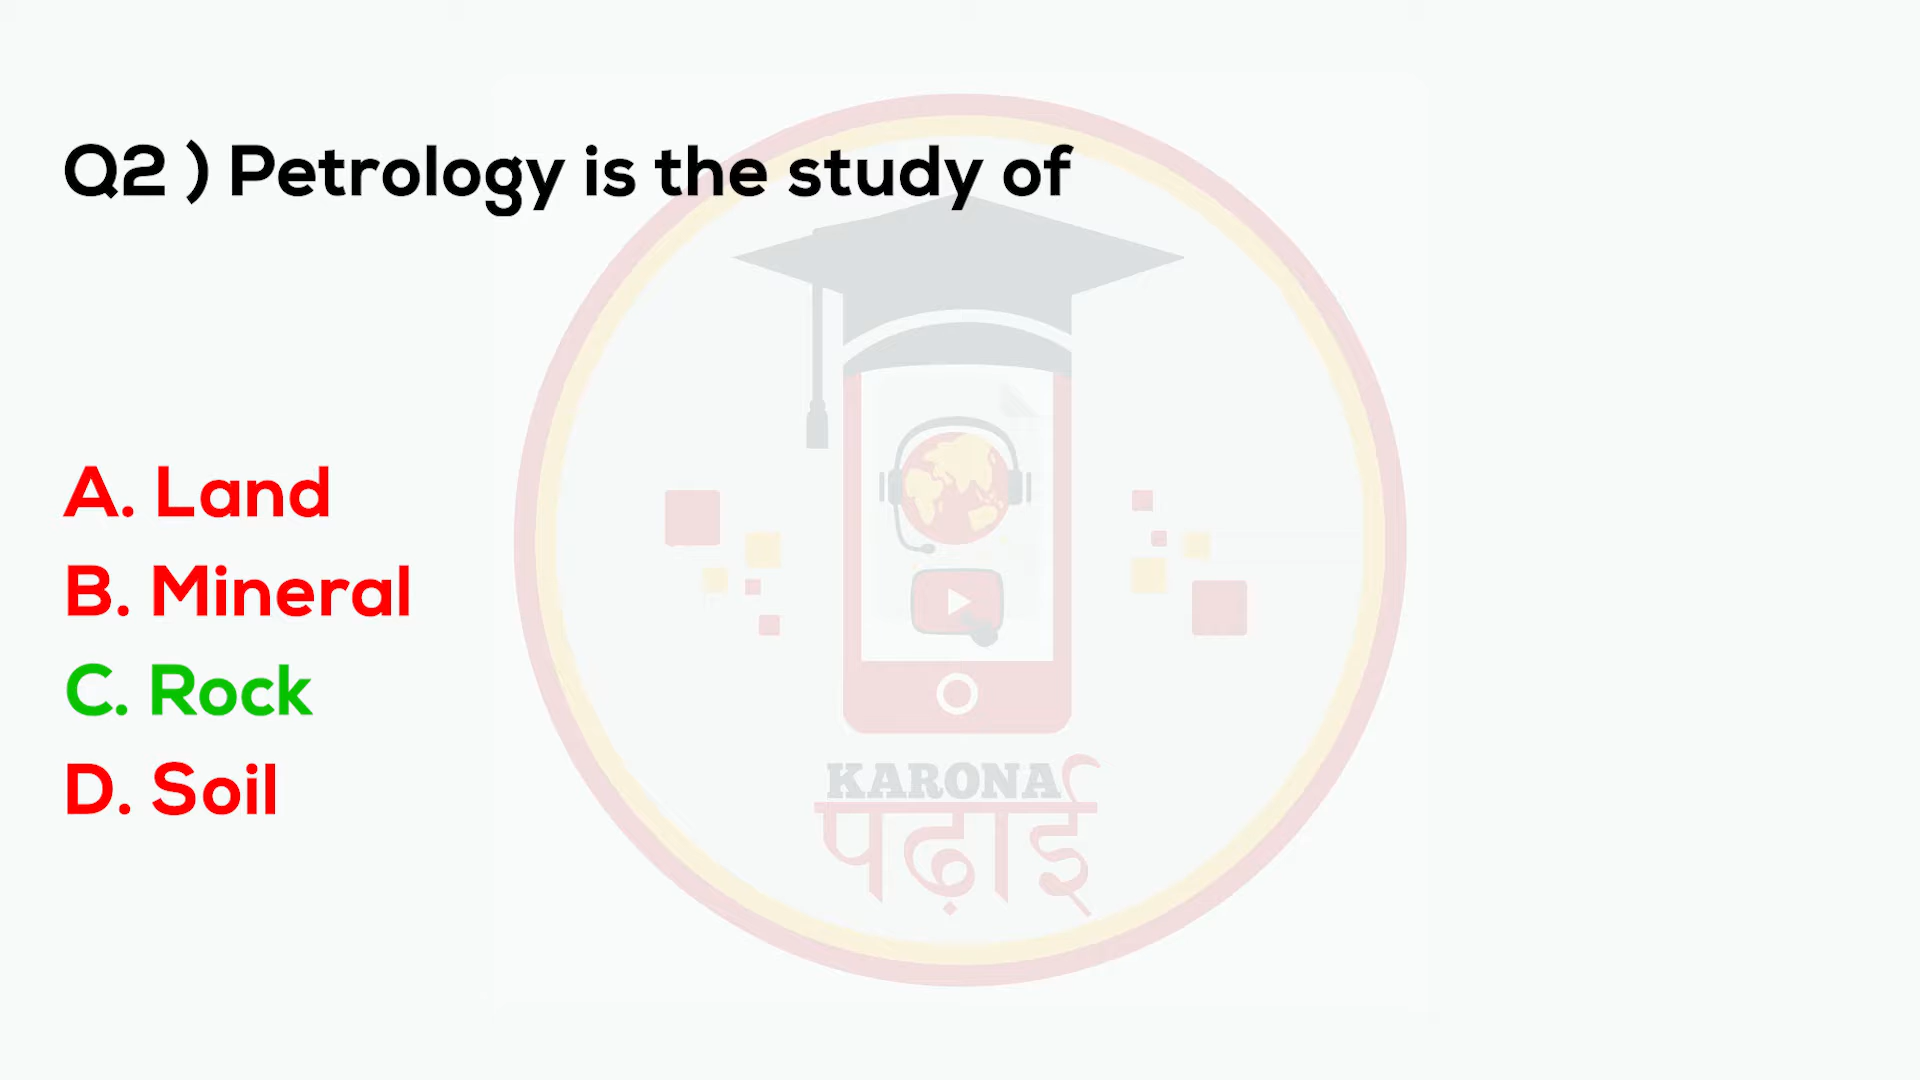 Q2 ) Petrology is the study of
A. Land
B. Mineral
C. Rock
D. Soil
KARONA
पढ़ाई